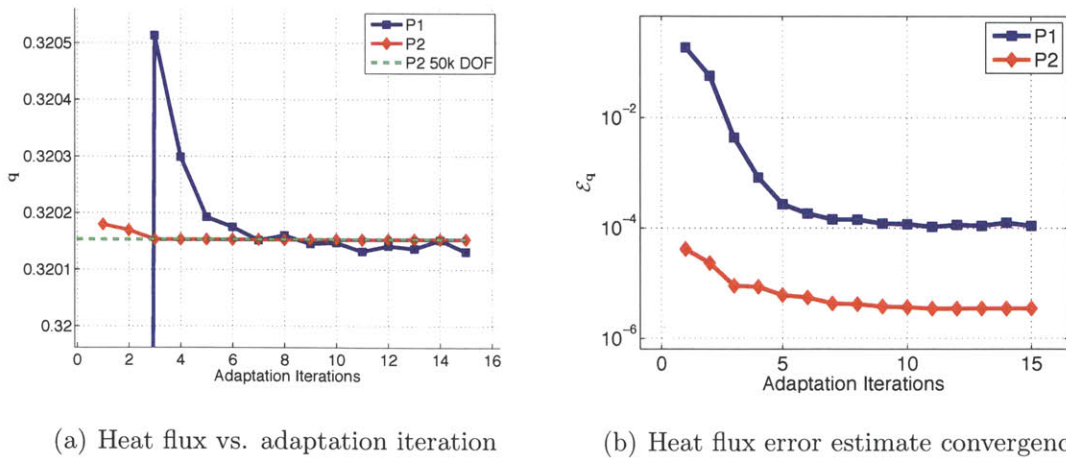 0.3205
0.3204
0.3203
0.3202
0.3201
0.32
q
0 2 4 6 8 10 12 14 16
Adaptation Iterations
P1
P2
P2 50k DOF
(a) Heat flux vs. adaptation iteration
10⁻²
10⁻⁴
10⁻⁶
ℰq
0 5 10 15
Adaptation Iterations
P1
P2
(b) Heat flux error estimate convergenc